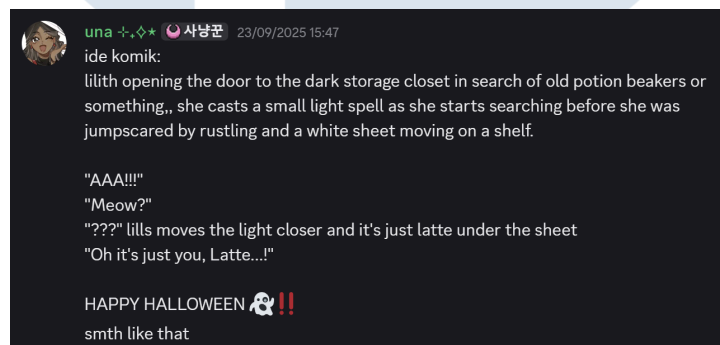 una ⊹₊✧⋆ 사냥꾼 23/09/2025 15:47
ide komik:
lilith opening the door to the dark storage closet in search of old potion beakers or
something,, she casts a small light spell as she starts searching before she was
jumpscared by rustling and a white sheet moving on a shelf.
"AAA!!!"
"Meow?"
"???" lills moves the light closer and it's just latte under the sheet
"Oh it's just you, Latte...!"
HAPPY HALLOWEEN 👻‼️
smth like that